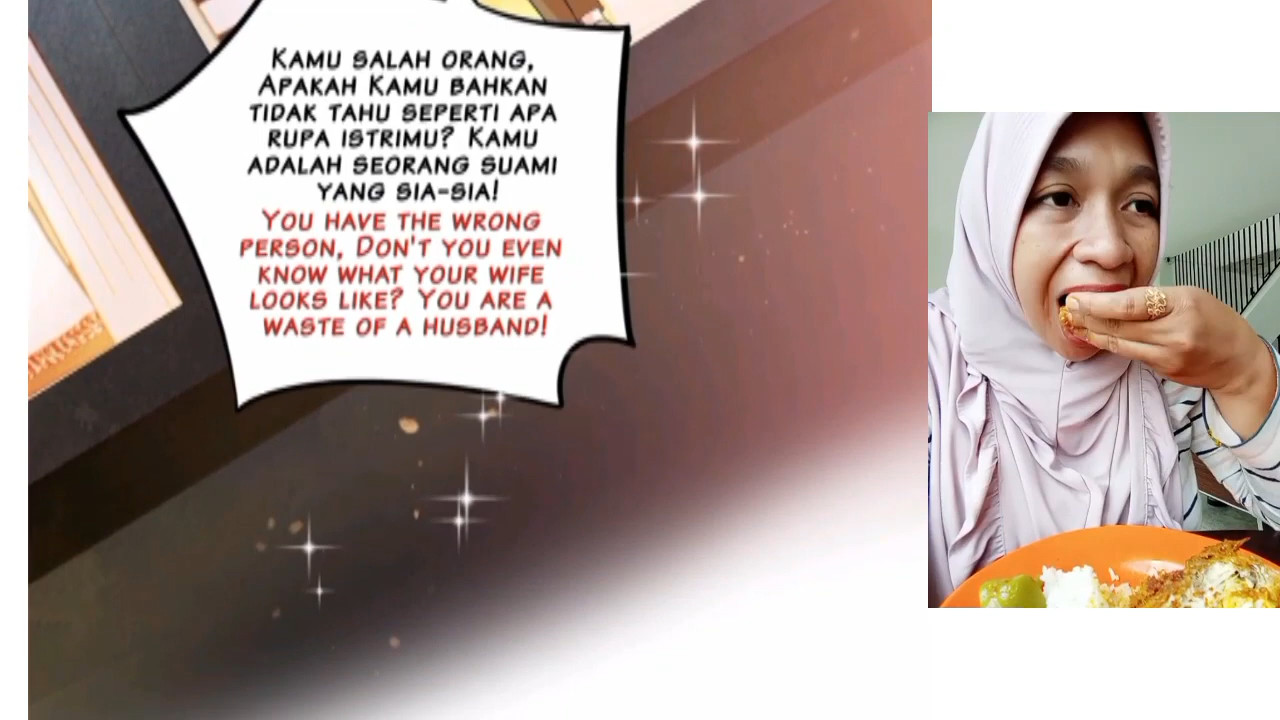 KAMU SALAH ORANG,
APAKAH KAMU BAHKAN
TIDAK TAHU SEPERTI APA
RUPA ISTRIMU? KAMU
ADALAH SEORANG SUAMI
YANG SIA-SIA!
YOU HAVE THE WRONG
PERSON, DON'T YOU EVEN
KNOW WHAT YOUR WIFE
LOOKS LIKE? YOU ARE A
WASTE OF A HUSBAND!